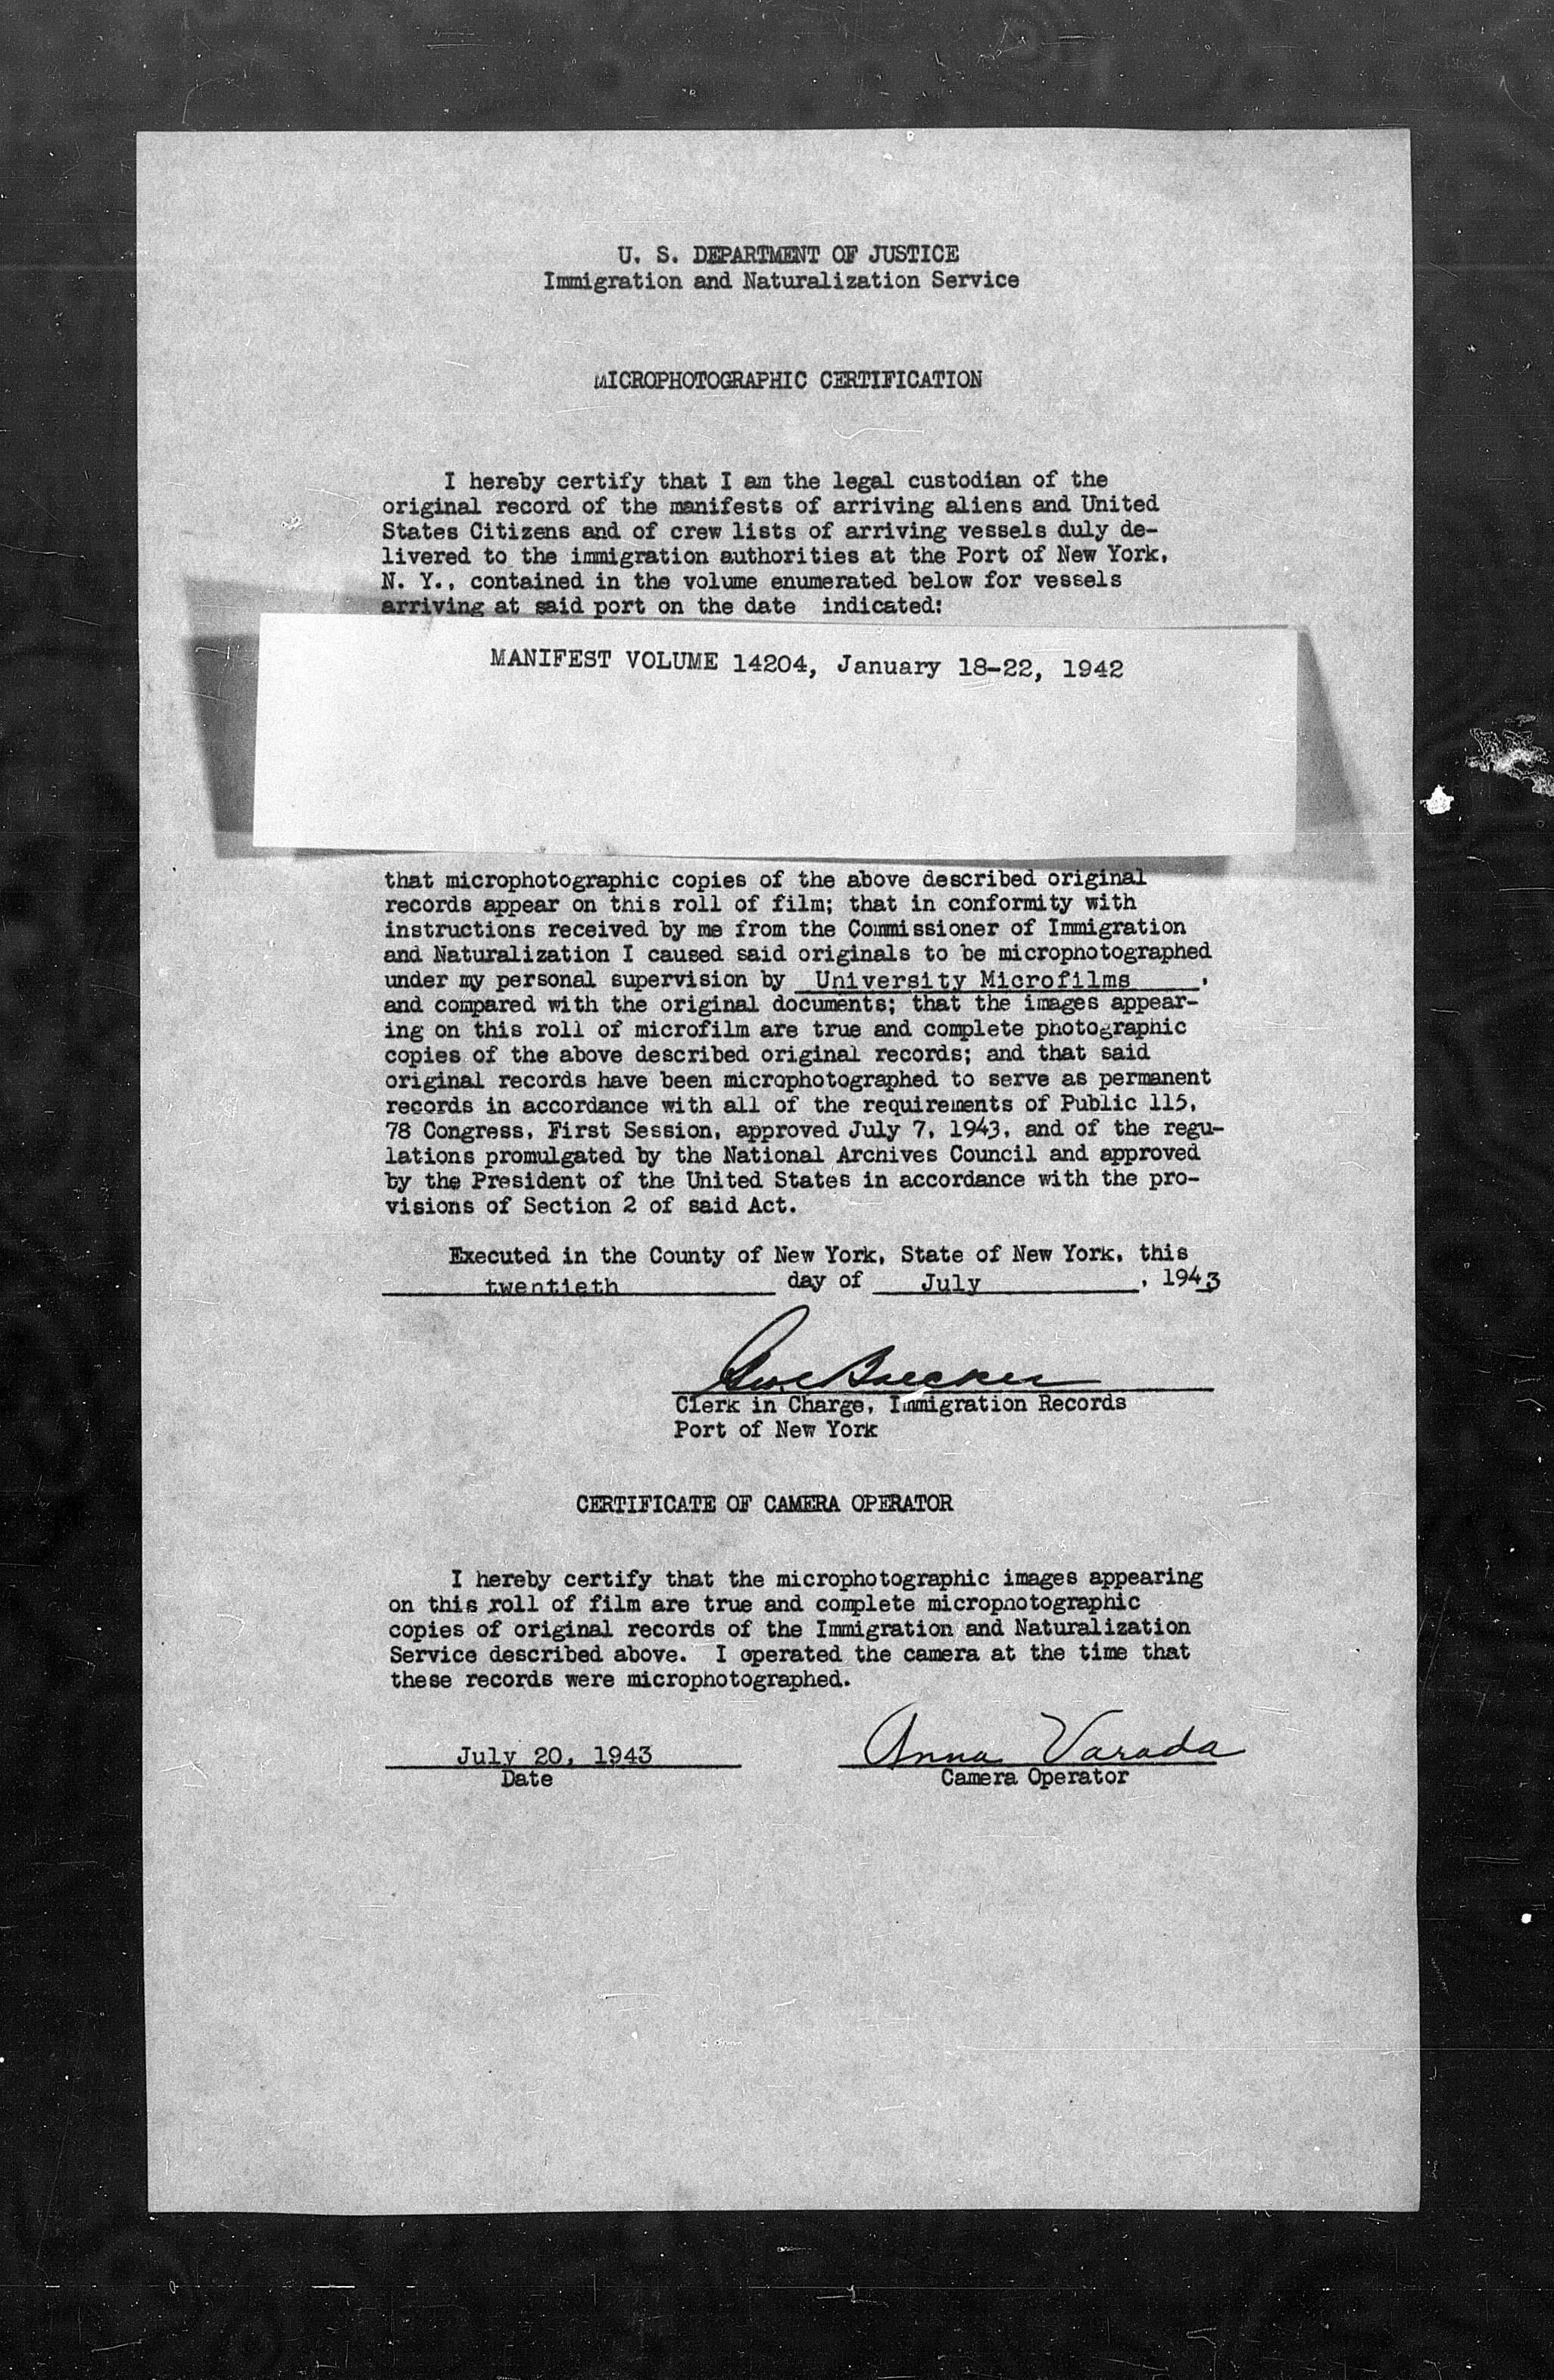 U. S. DEPARTMENT OF JUSTICE
Immigration and Naturalization Service
MICROPHOTOGRAPHIC CERTIFICATION
I hereby certify that I am the legal custodian of the
original record of the manifests of arriving aliens and United
States Citizens and of crew lists of arriving vessels duly de-
livered to the immigration authorities at the Port of New York,
N. Y., contained in the volume enumerated below for vessels
arriving at said port on the date indicated:
MANIFEST VOLUME 14204, January 18-22, 1942
that microphotographic copies of the above described original
records appear on this roll of film; that in conformity with
instructions received by me from the Commissioner of Immigration
and Naturalization I caused said originals to be microphotographed
under my personal supervision by University Microfilms,
and compared with the original documents; that the images appear-
ing on this roll of microfilm are true and complete photographic
copies of the above described original records; and that said
original records have been microphotographed to serve as permanent
records in accordance with all of the requirements of Public 115,
78 Congress, First Session, approved July 7, 1943, and of the regu-
lations promulgated by the National Archives Council and approved
by the President of the United States in accordance with the pro-
visions of Section 2 of said Act.
Executed in the County of New York, State of New York, this
twentieth day of July, 1943
Clerk in Charge, Immigration Records
Port of New York
CERTIFICATE OF CAMERA OPERATOR
I hereby certify that the microphotographic images appearing
on this roll of film are true and complete microphotographic
copies of original records of the Immigration and Naturalization
Service described above. I operated the camera at the time that
these records were microphotographed.
July 20, 1943 Anna Varada
Date Camera Operator